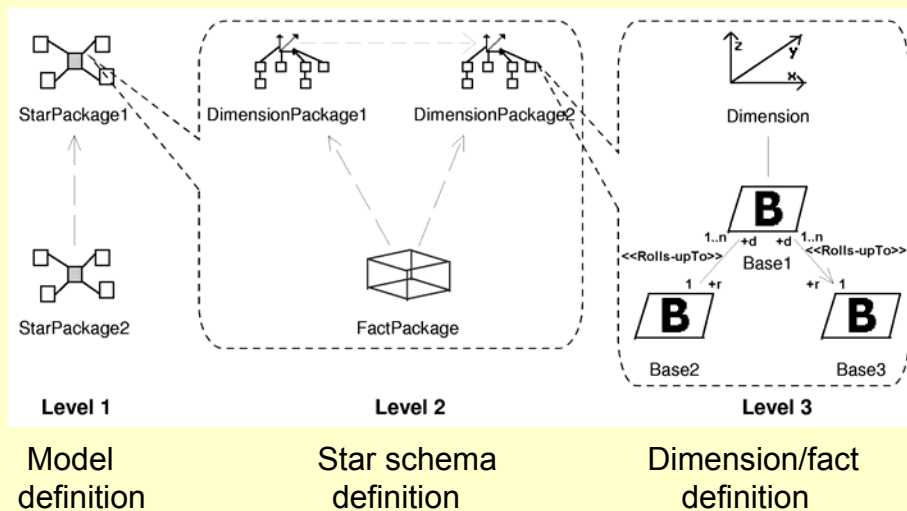 StarPackage1
StarPackage2
Level 1
DimensionPackage1
DimensionPackage2
FactPackage
Level 2
z
y
x
Dimension
B
1..n
+d
+d
1..n
<<Rolls-upTo>>
Base1
<<Rolls-upTo>>
1
+r
+r
1
B
B
Base2
Base3
Level 3
Model
definition
Star schema
definition
Dimension/fact
definition